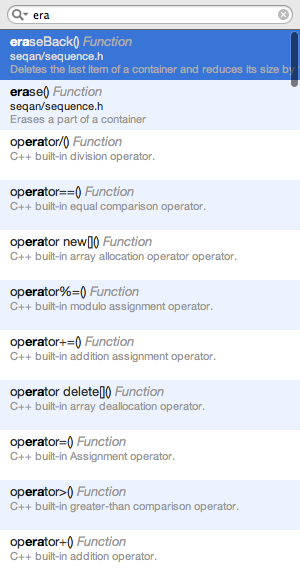 era
eraseBack() Function
seqan/sequence.h
Deletes the last item of a container and reduces its size by
erase() Function
seqan/sequence.h
Erases a part of a container
operator/() Function
C++ built-in division operator.
operator==() Function
C++ built-in equal comparison operator.
operator new[]() Function
C++ built-in array allocation operator operator.
operator%=() Function
C++ built-in modulo assignment operator.
operator+=() Function
C++ built-in addition assignment operator.
operator delete[]() Function
C++ built-in array deallocation operator.
operator=() Function
C++ built-in Assignment operator.
operator>() Function
C++ built-in greater-than comparison operator.
operator+() Function
C++ built-in addition operator.